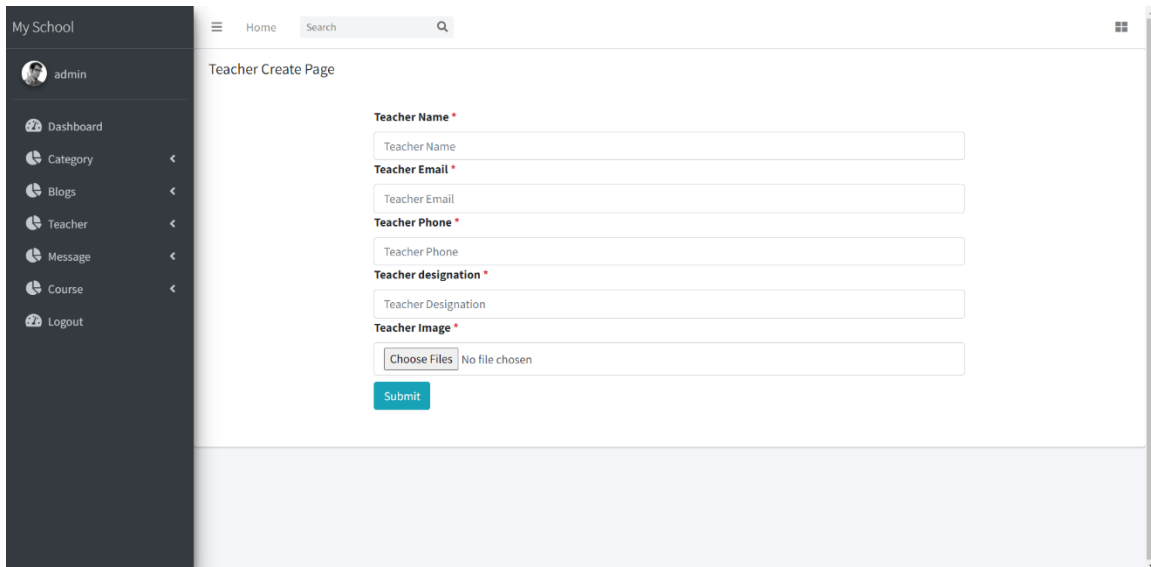 My School
Home
Search
admin
Teacher Create Page
Dashboard
Category
Blogs
Teacher
Message
Course
Logout
Teacher Name *
Teacher Name
Teacher Email *
Teacher Email
Teacher Phone *
Teacher Phone
Teacher designation *
Teacher Designation
Teacher Image *
Choose Files No file chosen
Submit